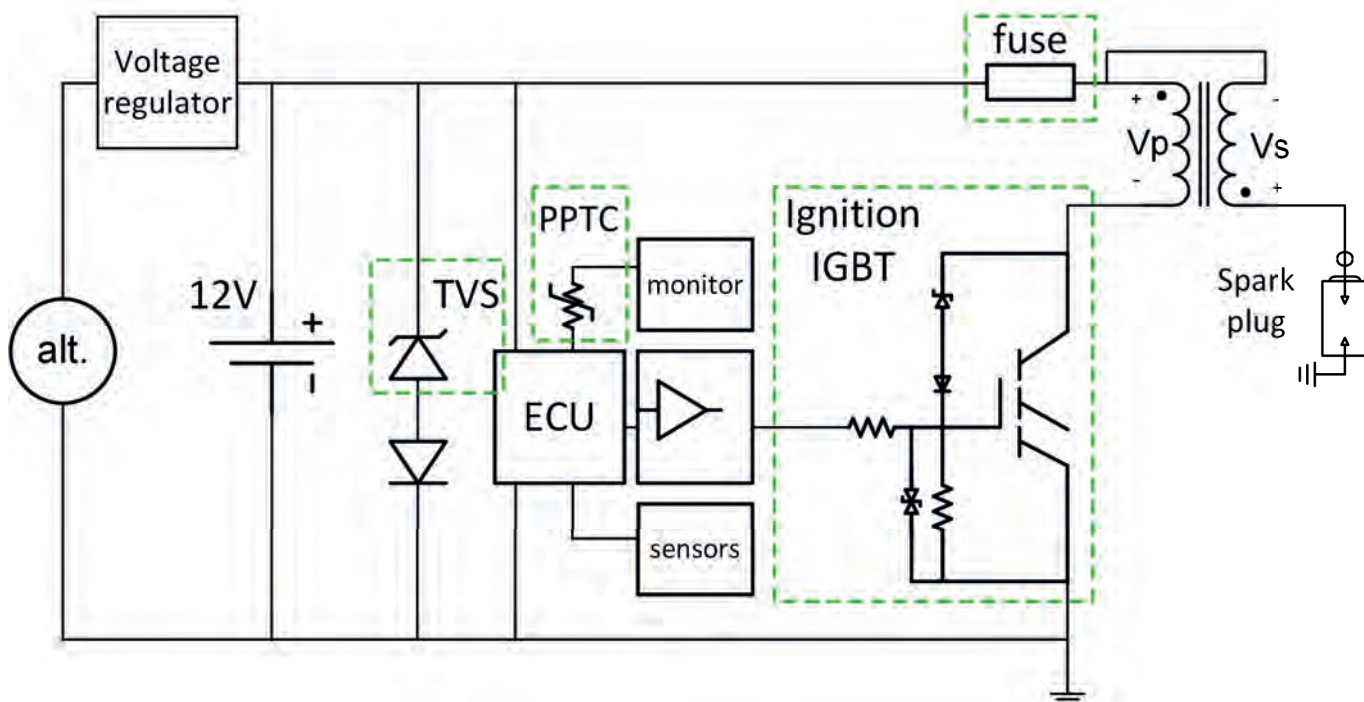 Voltage
regulator
fuse
+
-
Vp
Vs
-
+
PPTC
Ignition
IGBT
monitor
12V
TVS
+
-
Spark
plug
alt.
ECU
sensors